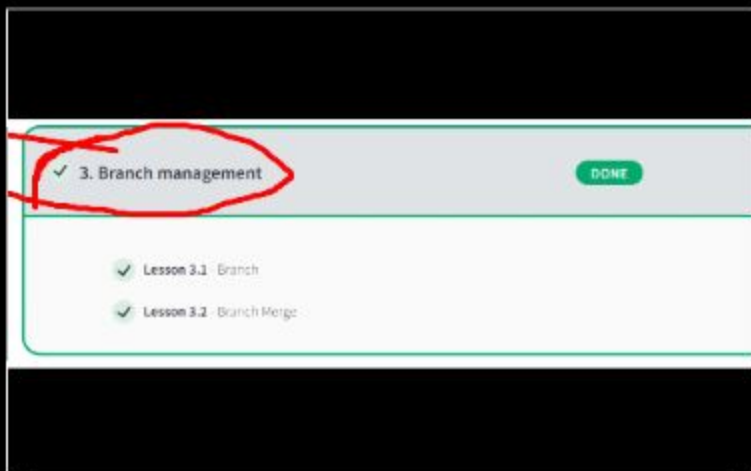 3. Branch management
DONE
Lesson 3.1 - Branch
Lesson 3.2 - Branch Merge